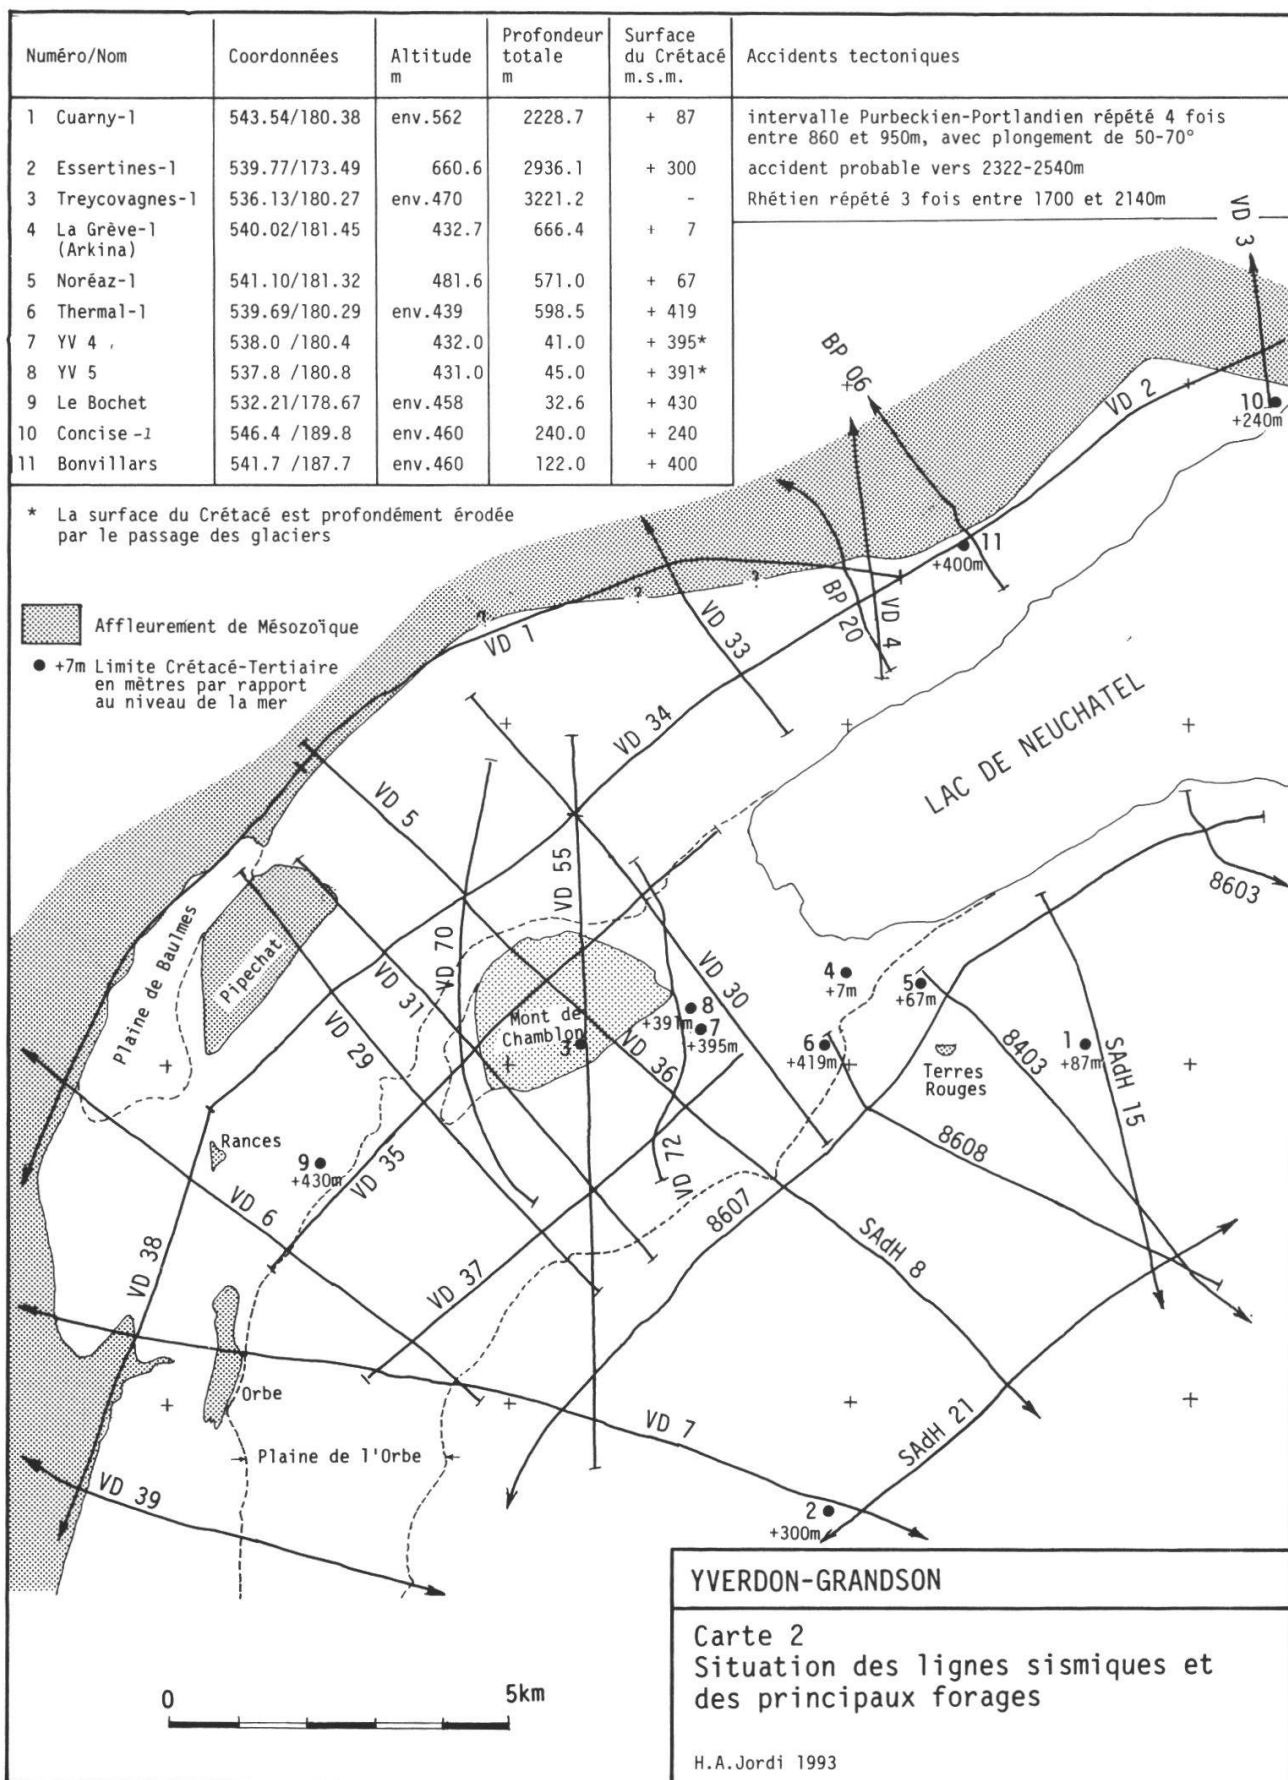 Numéro/Nom Coordonnées Altitude m Profondeur totale m Surface du Crétacé m.s.m. Accidents tectoniques
1 Cuarny-1 543.54/180.38 env.562 2228.7 + 87 intervalle Purbeckien-Portlandien répété 4 fois
entre 860 et 950m, avec plongement de 50-70°
2 Essertines-1 539.77/173.49 660.6 2936.1 + 300 accident probable vers 2322-2540m
3 Treycovagnes-1 536.13/180.27 env.470 3221.2 - Rhétien répété 3 fois entre 1700 et 2140m
4 La Grève-1 540.02/181.45 432.7 666.4 + 7
(Arkina)
5 Noréaz-1 541.10/181.32 481.6 571.0 + 67
6 Thermal-1 539.69/180.29 env.439 598.5 + 419
7 YV 4 538.0 /180.4 432.0 41.0 + 395*
8 YV 5 537.8 /180.8 431.0 45.0 + 391*
9 Le Bochet 532.21/178.67 env.458 32.6 + 430
10 Concise-1 546.4 /189.8 env.460 240.0 + 240
11 Bonvillars 541.7 /187.7 env.460 122.0 + 400
* La surface du Crétacé est profondément érodée
par le passage des glaciers
Affleurement de Mésozoïque
+7m Limite Crétacé-Tertiaire
en mètres par rapport
au niveau de la mer
VD 3
BP 06
VD 2
10
+240m
11
+400m
?
?
?
VD 1
VD 33
BP 20
VD 4
VD 34
LAC DE NEUCHATEL
VD 5
VD 55
8603
Plaine de Baulmes
Pipechat
VD 31
VD 70
VD 30
VD 29
Mont de
Chamblon
3
8
+391m
7
+395m
4
+7m
5
+67m
6
+419m
Terres
Rouges
1
+87m
8403
SAdH 15
VD 36
Rances
9
+430m
VD 35
VD 72
8608
8607
VD 6
VD 38
VD 37
SAdH 8
Orbe
Plaine de l'Orbe
VD 7
SAdH 21
VD 39
2
+300m
YVERDON-GRANDSON
Carte 2
Situation des lignes sismiques et
des principaux forages
H.A.Jordi 1993
0 5km